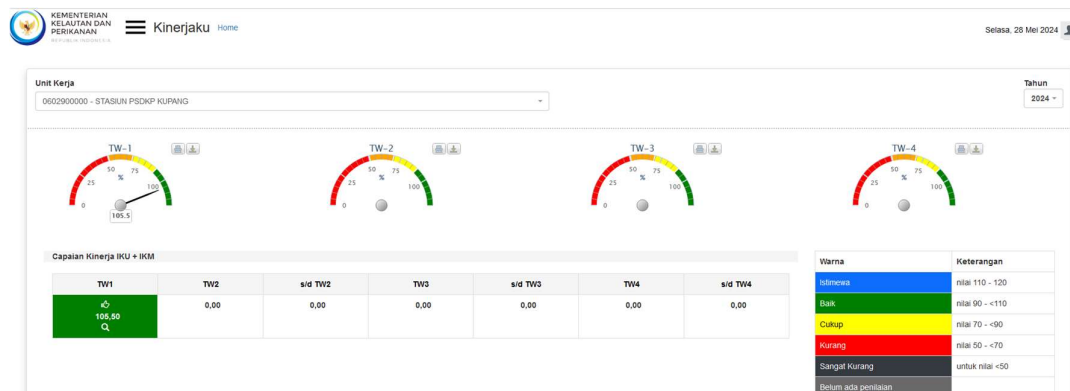 KEMENTERIAN
KELAUTAN DAN
PERIKANAN
REPUBLIK INDONESIA
Kinerjaku Home
Selasa, 28 Mei 2024
Unit Kerja
Tahun
0602900000 - STASIUN PSDKP KUPANG
2024
TW-1
0 25 50 75 100
%
105.5
TW-2
0 25 50 75 100
%
TW-3
0 25 50 75 100
%
TW-4
0 25 50 75 100
%
Capaian Kinerja IKU + IKM
TW1 TW2 s/d TW2 TW3 s/d TW3 TW4 s/d TW4
105,50 0,00 0,00 0,00 0,00 0,00 0,00
Warna Keterangan
Istimewa nilai 110 - 120
Baik nilai 90 - <110
Cukup nilai 70 - <90
Kurang nilai 50 - <70
Sangat Kurang untuk nilai <50
Belum ada penilaian